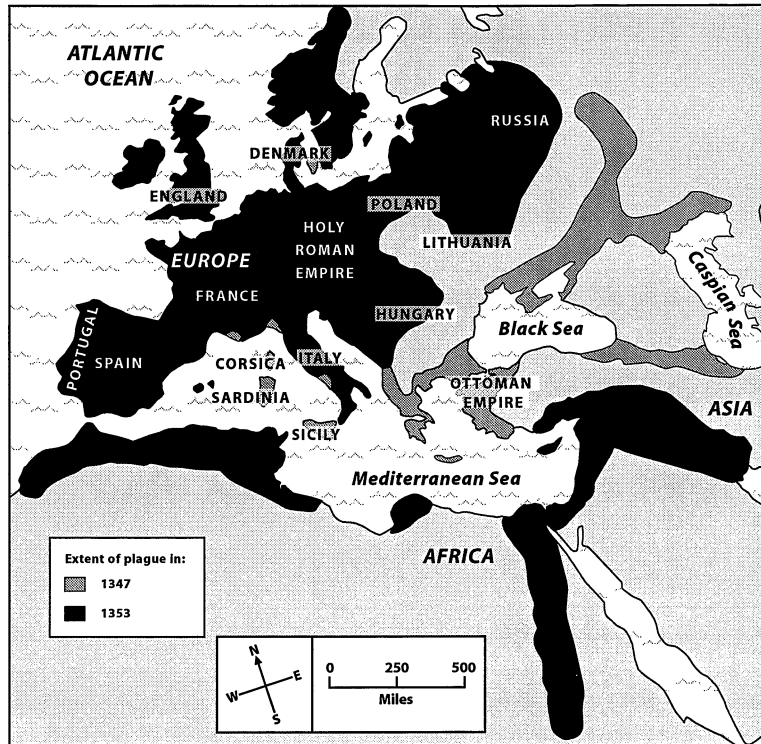 ATLANTIC
OCEAN
RUSSIA
DENMARK
ENGLAND
POLAND
HOLY
ROMAN
EMPIRE
LITHUANIA
EUROPE
FRANCE
HUNGARY
Caspian Sea
Black Sea
PORTUGAL
SPAIN
CORSICA
ITALY
SARDINIA
OTTOMAN
EMPIRE
ASIA
SICILY
Mediterranean Sea
AFRICA
Extent of plague in:
1347
1353
N
W
E
S
0 250 500
Miles